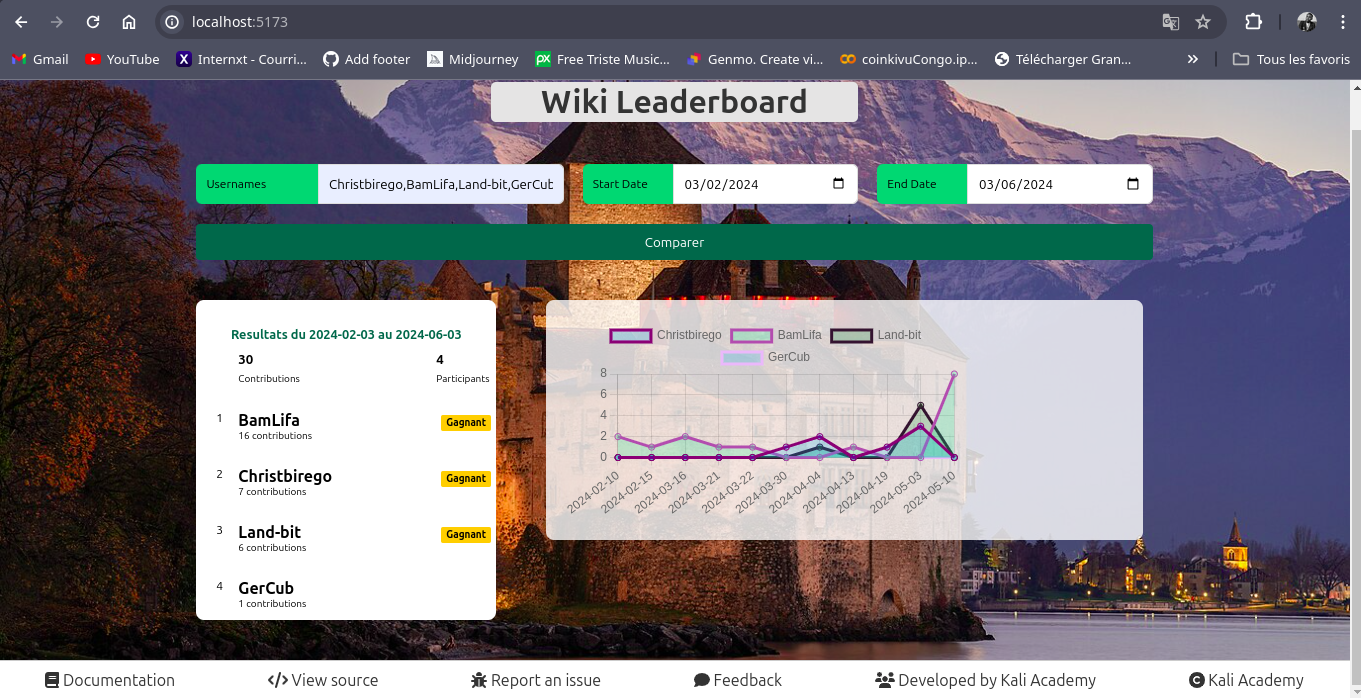 localhost:5173
Gmail YouTube Internxt - Courri... Add footer Midjourney Free Triste Music... Genmo. Create vi... coinkivuCongo.ip... Télécharger Gran... » Tous les favoris
Wiki Leaderboard
Usernames Christbirego,BamLifa,Land-bit,GerCub Start Date 03/02/2024 End Date 03/06/2024
Comparer
Resultats du 2024-02-03 au 2024-06-03
30 4
Contributions Participants
1 BamLifa Gagnant
16 contributions
2 Christbirego Gagnant
7 contributions
3 Land-bit Gagnant
6 contributions
4 GerCub
1 contributions
Christbirego BamLifa Land-bit
GerCub
8
6
4
2
0
2024-02-10 2024-02-15 2024-03-16 2024-03-21 2024-03-22 2024-03-30 2024-04-04 2024-04-13 2024-04-19 2024-05-03 2024-05-10
Documentation View source Report an issue Feedback Developed by Kali Academy Kali Academy